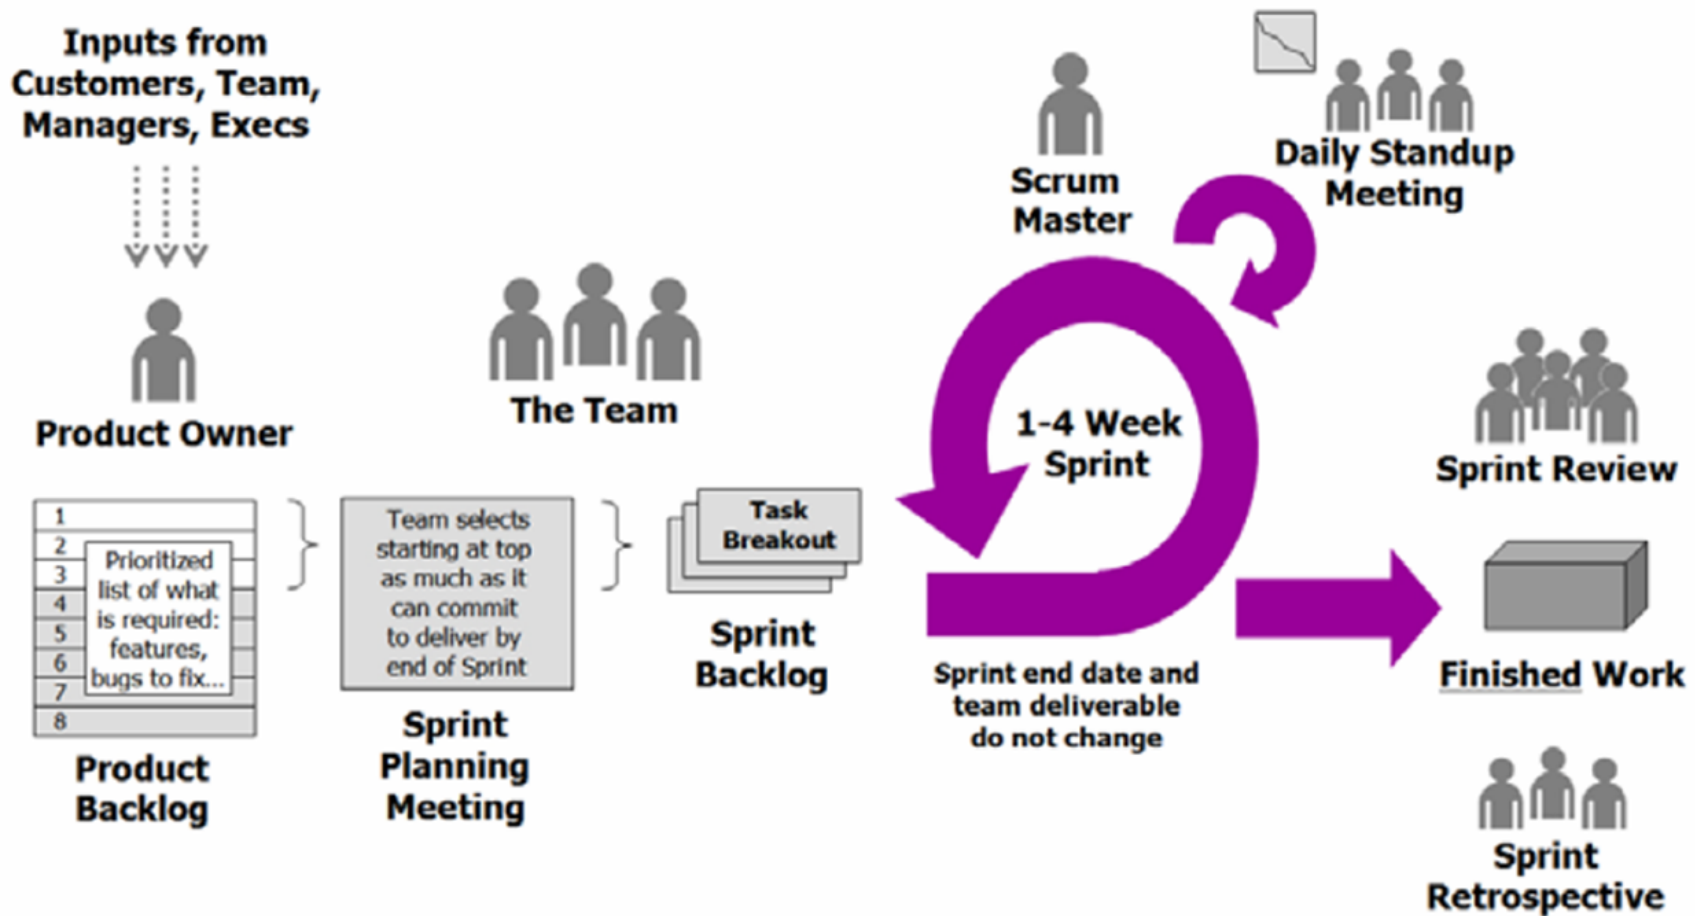 Inputs from
Customers, Team,
Managers, Execs
Product Owner
1
2
3
4
5
6
7
8
Prioritized
list of what
is required:
features,
bugs to fix...
Product
Backlog
The Team
Team selects
starting at top
as much as it
can commit
to deliver by
end of Sprint
Sprint
Planning
Meeting
Task
Breakout
Sprint
Backlog
Scrum
Master
Daily Standup
Meeting
1-4 Week
Sprint
Sprint end date and
team deliverable
do not change
Sprint Review
Finished Work
Sprint
Retrospective